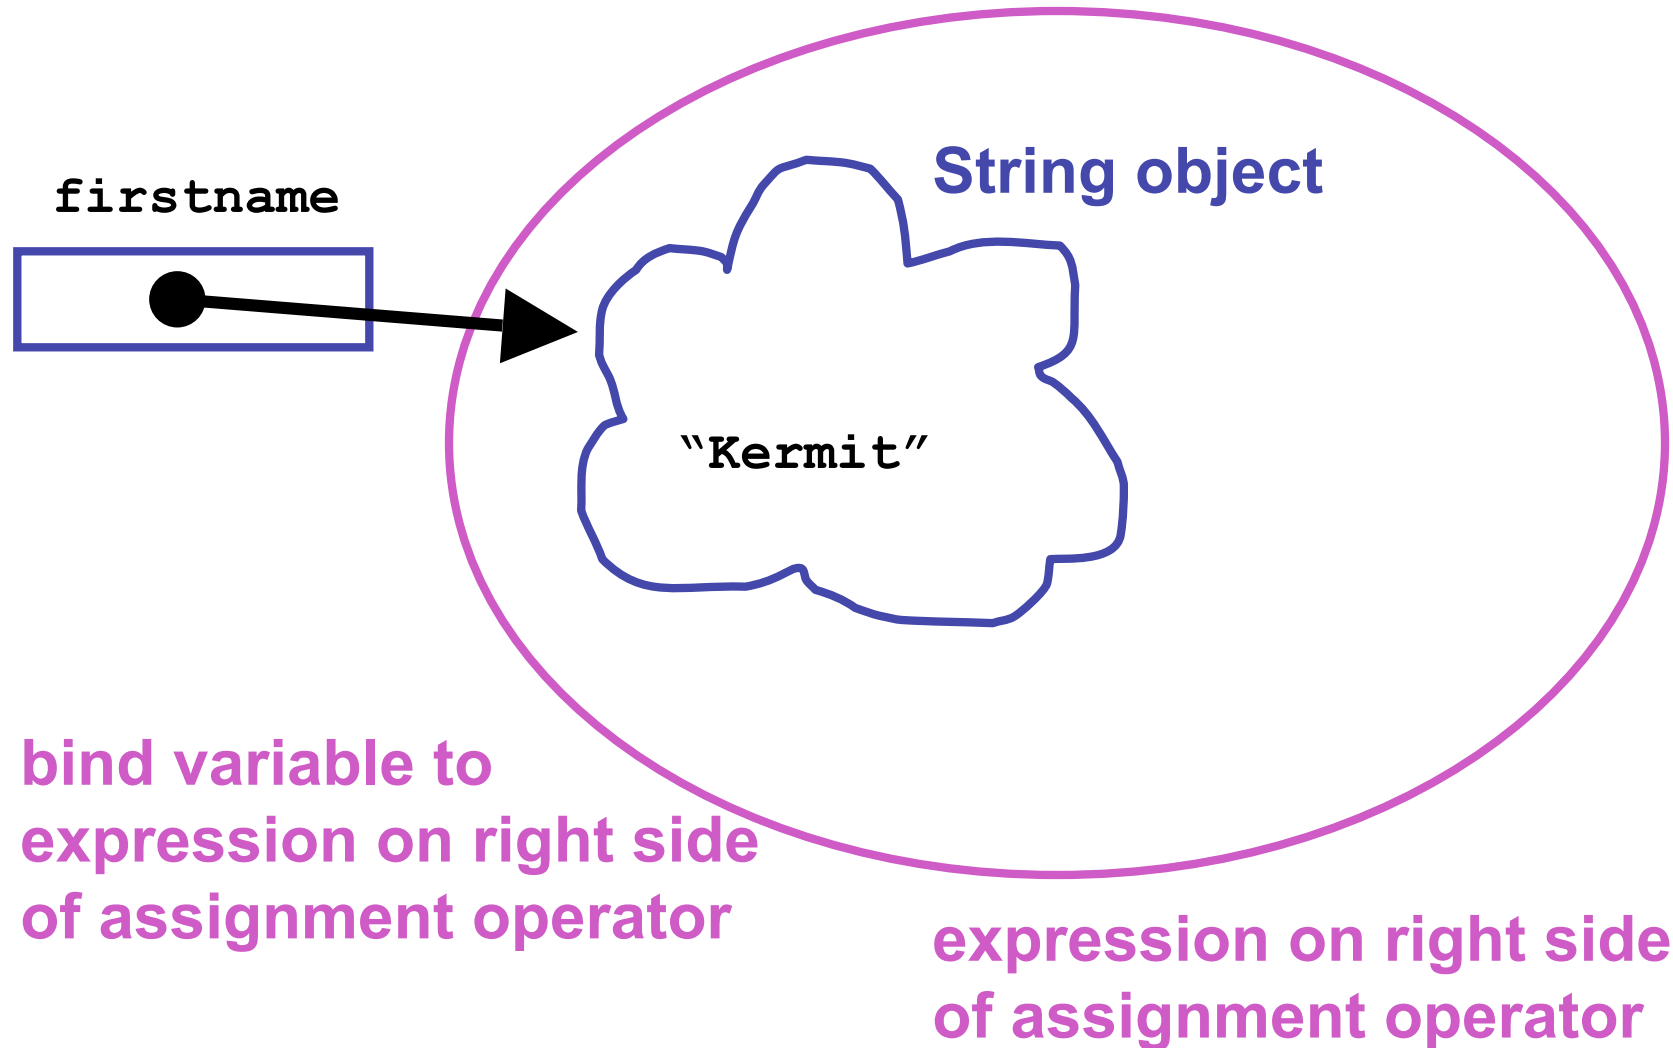 String object
firstname
“Kermit”
bind variable to
expression on right side
of assignment operator
expression on right side
of assignment operator